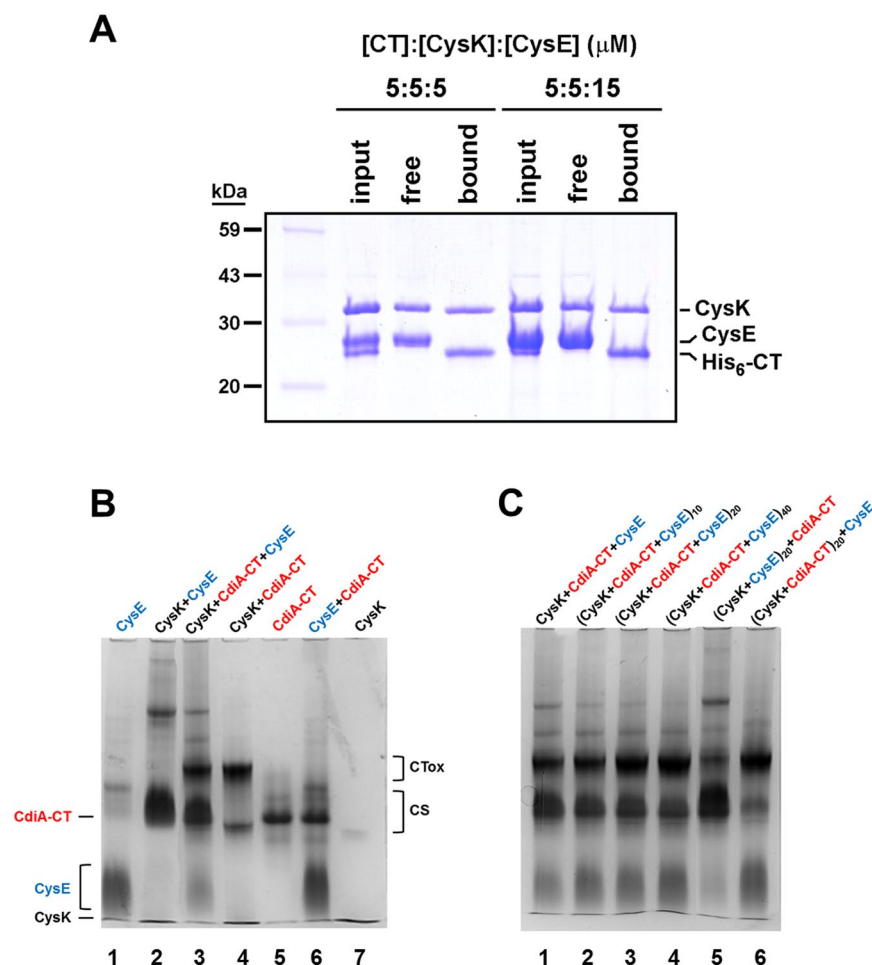 A
[CT]:[CysK]:[CysE] (μM)
5:5:5 5:5:15
input free bound input free bound
kDa
59
43
30
20
CysK
CysE
His₆-CT
B
CysE
CysK+CysE
CysK+CdiA-CT+CysE
CysK+CdiA-CT
CdiA-CT
CysE+CdiA-CT
CysK
CTox
CS
CdiA-CT
CysE
CysK
1 2 3 4 5 6 7
C
CysK+CdiA-CT+CysE
(CysK+CdiA-CT+CysE)₁₀
(CysK+CdiA-CT+CysE)₂₀
(CysK+CdiA-CT+CysE)₄₀
(CysK+CysE)₂₀+CdiA-CT
(CysK+CdiA-CT)₂₀+CysE
1 2 3 4 5 6